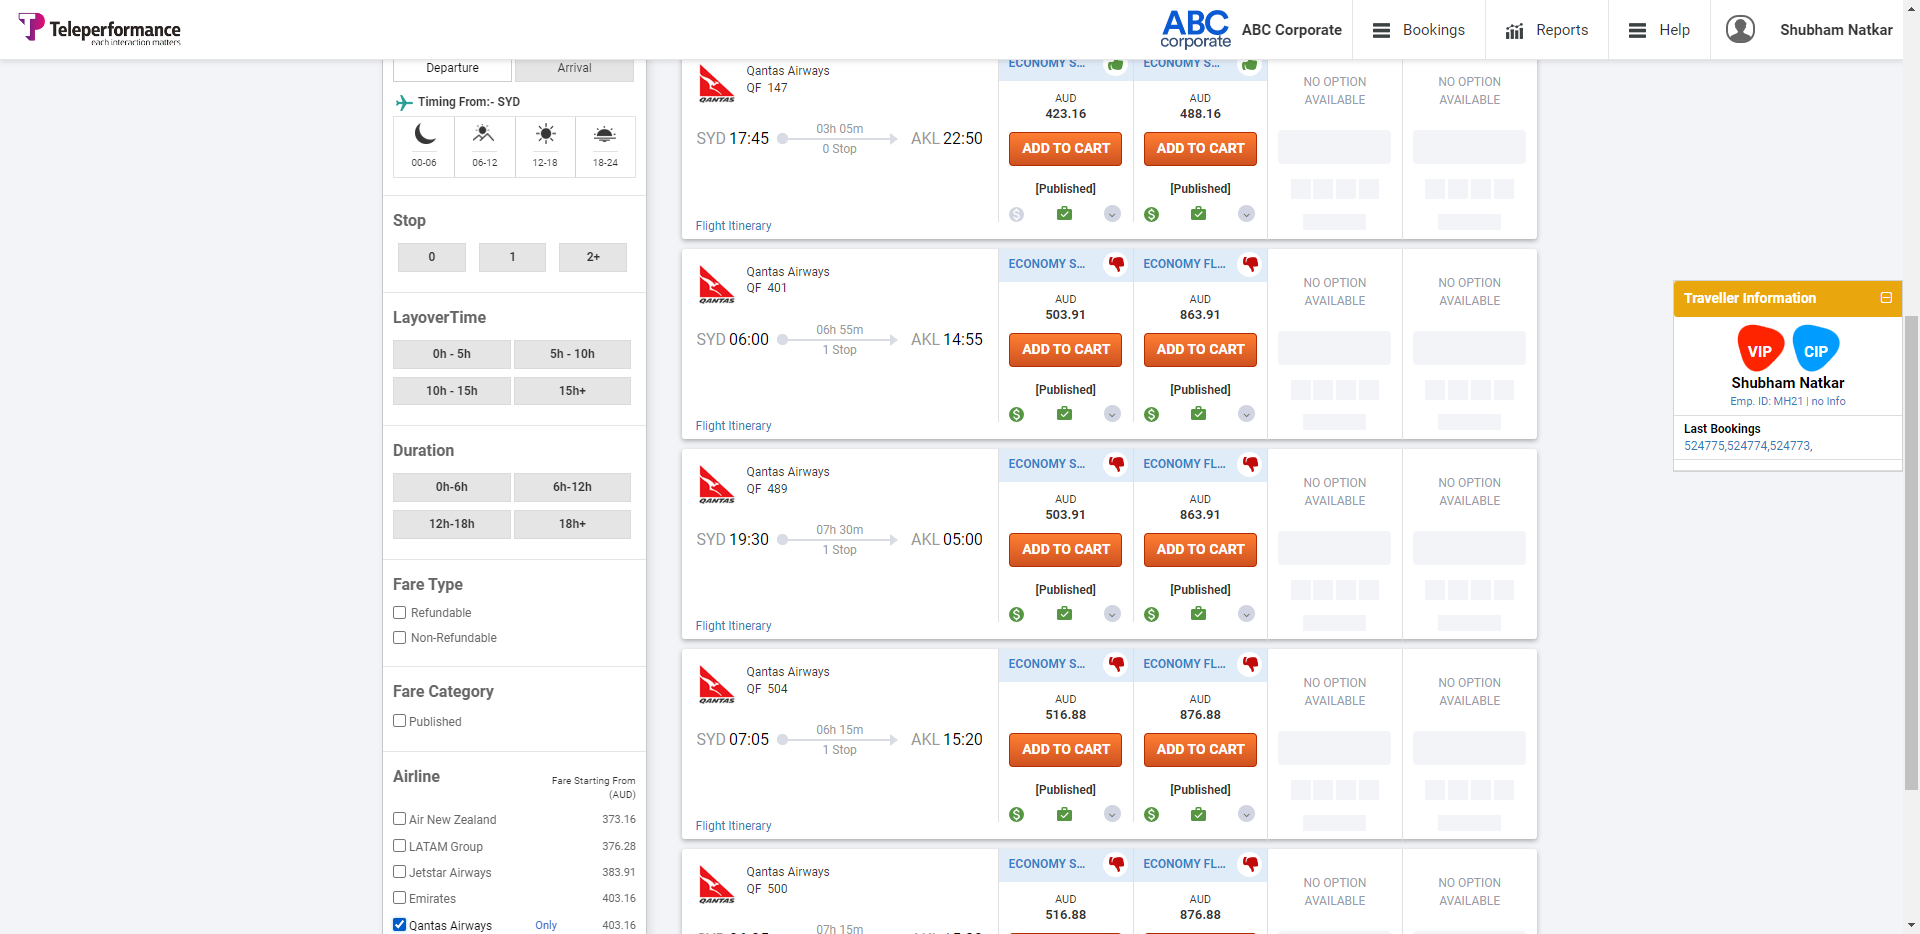 Teleperformance
each interaction matters
ABC
corporate
ABC Corporate
Bookings
Reports
Help
Shubham Natkar
Departure
Arrival
Timing From:- SYD
00-06
06-12
12-18
18-24
Stop
0
1
2+
LayoverTime
0h - 5h
5h - 10h
10h - 15h
15h+
Duration
0h-6h
6h-12h
12h-18h
18h+
Fare Type
Refundable
Non-Refundable
Fare Category
Published
Airline
Fare Starting From
(AUD)
Air New Zealand 373.16
LATAM Group 376.28
Jetstar Airways 383.91
Emirates 403.16
Qantas Airways Only 403.16
QANTAS
Qantas Airways
QF 147
SYD 17:45
03h 05m
0 Stop
AKL 22:50
Flight Itinerary
ECONOMY S...
AUD
423.16
ADD TO CART
[Published]
ECONOMY S...
AUD
488.16
ADD TO CART
[Published]
NO OPTION
AVAILABLE
NO OPTION
AVAILABLE
QANTAS
Qantas Airways
QF 401
SYD 06:00
06h 55m
1 Stop
AKL 14:55
Flight Itinerary
ECONOMY S...
AUD
503.91
ADD TO CART
[Published]
ECONOMY FL...
AUD
863.91
ADD TO CART
[Published]
NO OPTION
AVAILABLE
NO OPTION
AVAILABLE
QANTAS
Qantas Airways
QF 489
SYD 19:30
07h 30m
1 Stop
AKL 05:00
Flight Itinerary
ECONOMY S...
AUD
503.91
ADD TO CART
[Published]
ECONOMY FL...
AUD
863.91
ADD TO CART
[Published]
NO OPTION
AVAILABLE
NO OPTION
AVAILABLE
QANTAS
Qantas Airways
QF 504
SYD 07:05
06h 15m
1 Stop
AKL 15:20
Flight Itinerary
ECONOMY S...
AUD
516.88
ADD TO CART
[Published]
ECONOMY FL...
AUD
876.88
ADD TO CART
[Published]
NO OPTION
AVAILABLE
NO OPTION
AVAILABLE
QANTAS
Qantas Airways
QF 500
07h 15m
ECONOMY S...
AUD
516.88
ECONOMY FL...
AUD
876.88
NO OPTION
AVAILABLE
NO OPTION
AVAILABLE
Traveller Information
VIP
CIP
Shubham Natkar
Emp. ID: MH21 | no Info
Last Bookings
524775,524774,524773,